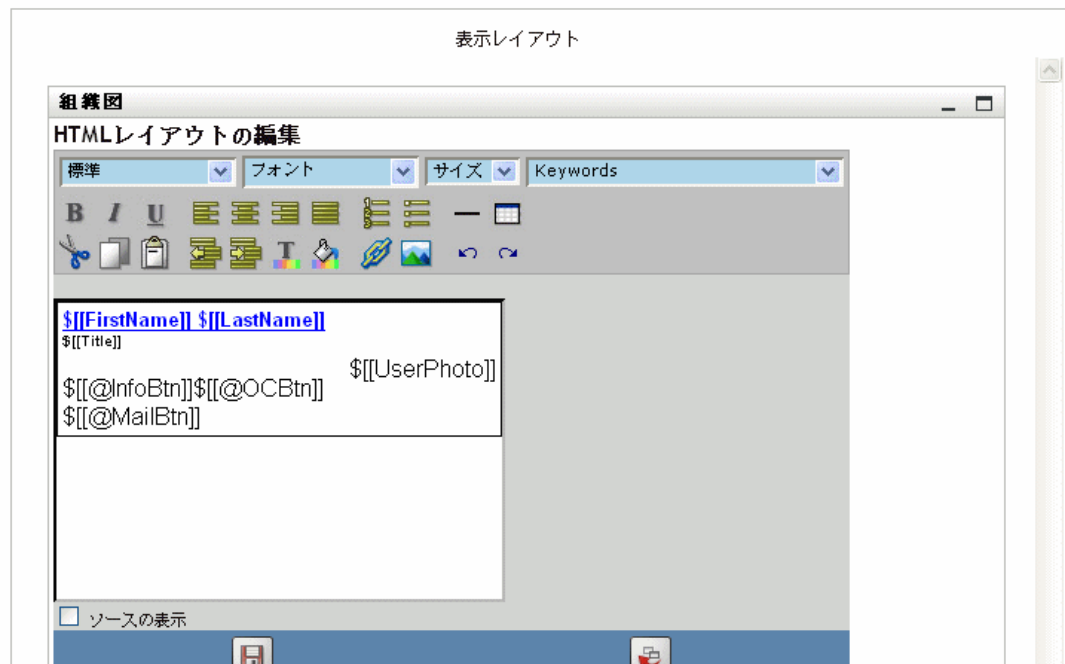 表示レイアウト
組織図
HTMLレイアウトの編集
標準 フォント サイズ Keywords
B I U
T
$[[FirstName]] $[[LastName]]
$[[Title]]
$[[UserPhoto]]
$[[@InfoBtn]]$[[@OCBtn]]
$[[@MailBtn]]
ソースの表示